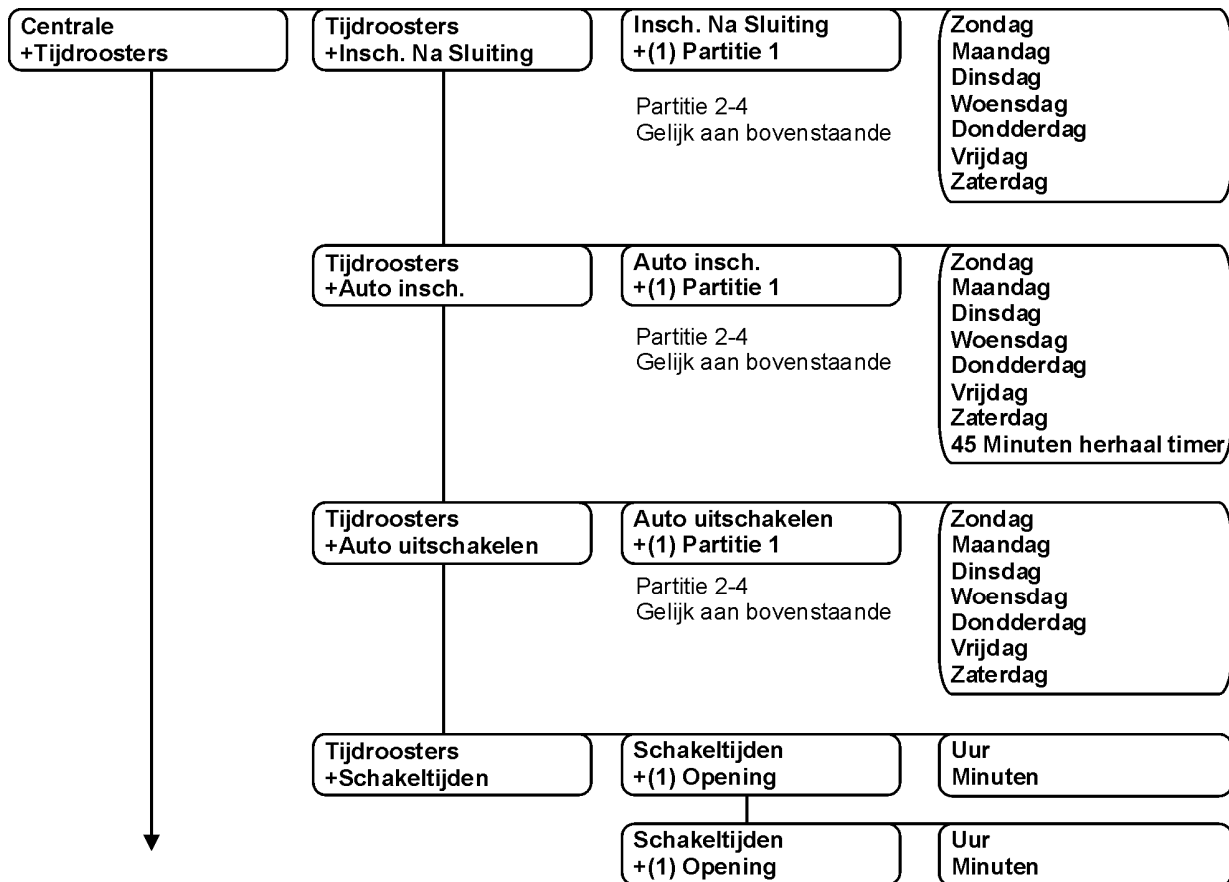 Centrale
+Tijdroosters
Tijdroosters
+Insch. Na Sluiting
Insch. Na Sluiting
+(1) Partitie 1
Partitie 2-4
Gelijk aan bovenstaande
Zondag
Maandag
Dinsdag
Woensdag
Dondderdag
Vrijdag
Zaterdag
Tijdroosters
+Auto insch.
Auto insch.
+(1) Partitie 1
Partitie 2-4
Gelijk aan bovenstaande
Zondag
Maandag
Dinsdag
Woensdag
Dondderdag
Vrijdag
Zaterdag
45 Minuten herhaal timer
Tijdroosters
+Auto uitschakelen
Auto uitschakelen
+(1) Partitie 1
Partitie 2-4
Gelijk aan bovenstaande
Zondag
Maandag
Dinsdag
Woensdag
Dondderdag
Vrijdag
Zaterdag
Tijdroosters
+Schakeltijden
Schakeltijden
+(1) Opening
Uur
Minuten
Schakeltijden
+(1) Opening
Uur
Minuten